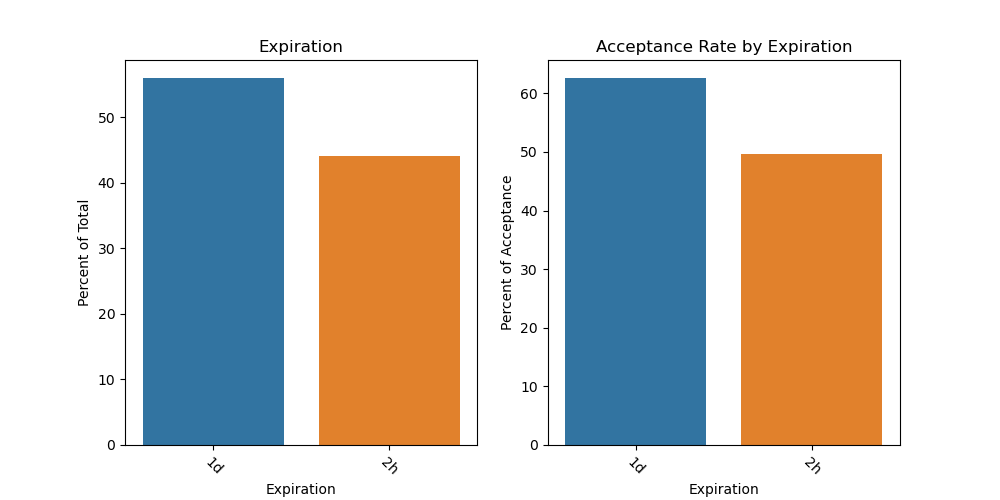 Expiration
Percent of Total
50
40
30
20
10
0
1d
2h
Expiration
Acceptance Rate by Expiration
Percent of Acceptance
60
50
40
30
20
10
0
1d
2h
Expiration